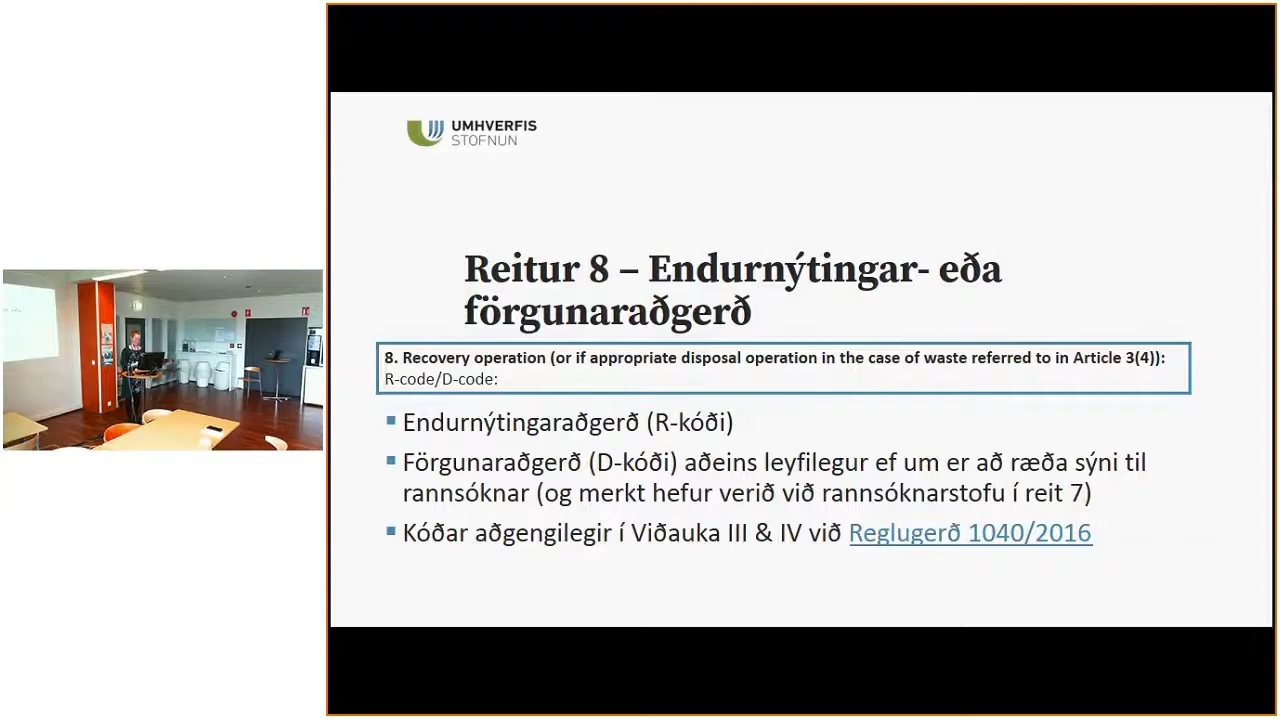 UMHVERFIS
STOFNUN
Reitur 8 – Endurnýtingar- eða
förgunaraðgerð
8. Recovery operation (or if appropriate disposal operation in the case of waste referred to in Article 3(4)):
R-code/D-code:
Endurnýtingaraðgerð (R-kóði)
Förgunaraðgerð (D-kóði) aðeins leyfilegur ef um er að ræða sýni til
rannsóknar (og merkt hefur verið við rannsóknarstofu í reit 7)
Kóðar aðgengilegir í Viðauka III & IV við Reglugerð 1040/2016